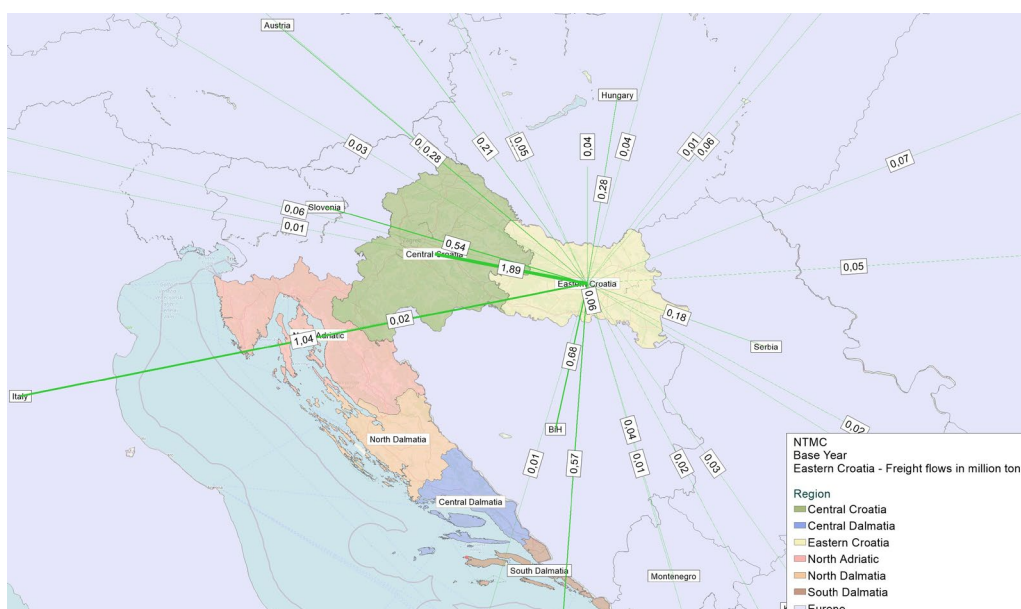 Austria
Hungary
0,03
0,28
0,21
0,05
0,04
0,04
0,01
0,06
0,07
0,28
0,06
Slovenia
0,01
0,54
Central Croatia
1,89
Eastern Croatia
0,05
0,06
0,18
0,02
1,04
North Adriatic
Serbia
0,68
Italy
BIH
0,04
0,02
North Dalmatia
0,01
0,57
0,01
0,02
0,03
Central Dalmatia
South Dalmatia
Montenegro
NTMC
Base Year
Eastern Croatia - Freight flows in million ton
Region
Central Croatia
Central Dalmatia
Eastern Croatia
North Adriatic
North Dalmatia
South Dalmatia
Europe